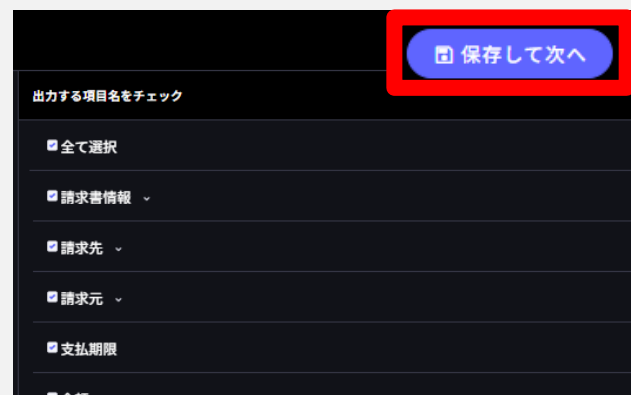 保存して次へ
出力する項目名をチェック
全て選択
請求書情報
請求先
請求元
支払期限